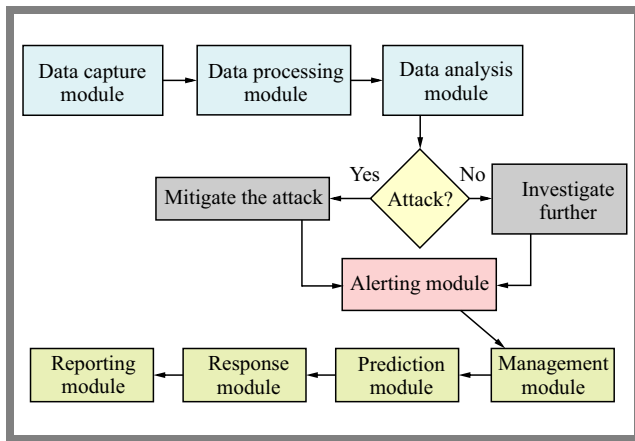 Data capture
module
Data processing
module
Data analysis
module
Yes
No
Mitigate the attack
Attack?
Investigate
further
Alerting module
Reporting
module
Response
module
Prediction
module
Management
module